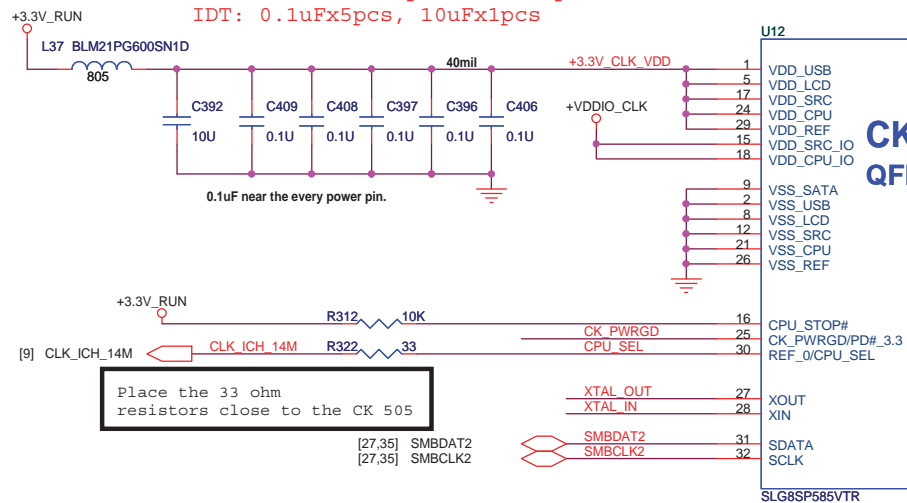 +3.3V_RUN
IDT: 0.1uFx5pcs, 10uFx1pcs
L37 BLM21PG600SN1D
805
40mil
+3.3V_CLK_VDD
U12
C392
10U
C409
0.1U
C408
0.1U
C397
0.1U
C396
0.1U
C406
0.1U
+VDDIO_CLK
0.1uF near the every power pin.
1 VDD_USB
5 VDD_LCD
17 VDD_SRC
24 VDD_CPU
29 VDD_REF
15 VDD_SRC_IO
18 VDD_CPU_IO
9 VSS_SATA
2 VSS_USB
8 VSS_LCD
12 VSS_SRC
21 VSS_CPU
26 VSS_REF
+3.3V_RUN
R312 10K
16 CPU_STOP#
CK_PWRGD 25 CK_PWRGD/PD#_3.3
[9] CLK_ICH_14M CLK_ICH_14M R322 33 CPU_SEL 30 REF_0/CPU_SEL
Place the 33 ohm
resistors close to the CK 505
XTAL_OUT 27 XOUT
XTAL_IN 28 XIN
[27,35] SMBDAT2 SMBDAT2 31 SDATA
[27,35] SMBCLK2 SMBCLK2 32 SCLK
SLG8SP585VTR